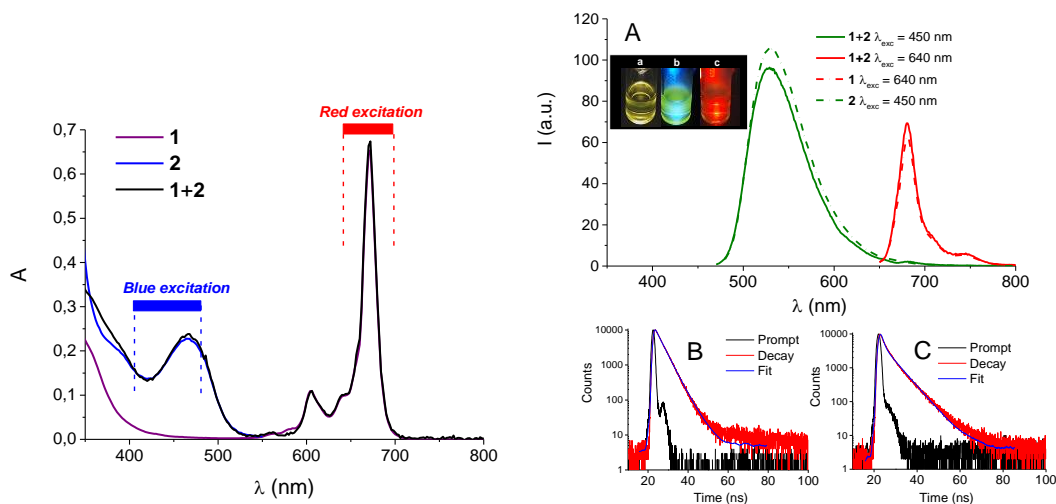 A
0,7
0,6
0,5
0,4
0,3
0,2
0,1
0,0
400 500 600 700 800
λ (nm)
1
2
1+2
Blue excitation
Red excitation
A
I (a.u.)
120
100
80
60
40
20
0
400 500 600 700 800
λ (nm)
a b c
1+2 λexc = 450 nm
1+2 λexc = 640 nm
1 λexc = 640 nm
2 λexc = 450 nm
B
Counts
10000
1000
100
10
1
20 40 60 80 100
Time (ns)
Prompt
Decay
Fit
C
Counts
10000
1000
100
10
1
20 40 60 80 100
Time (ns)
Prompt
Decay
Fit